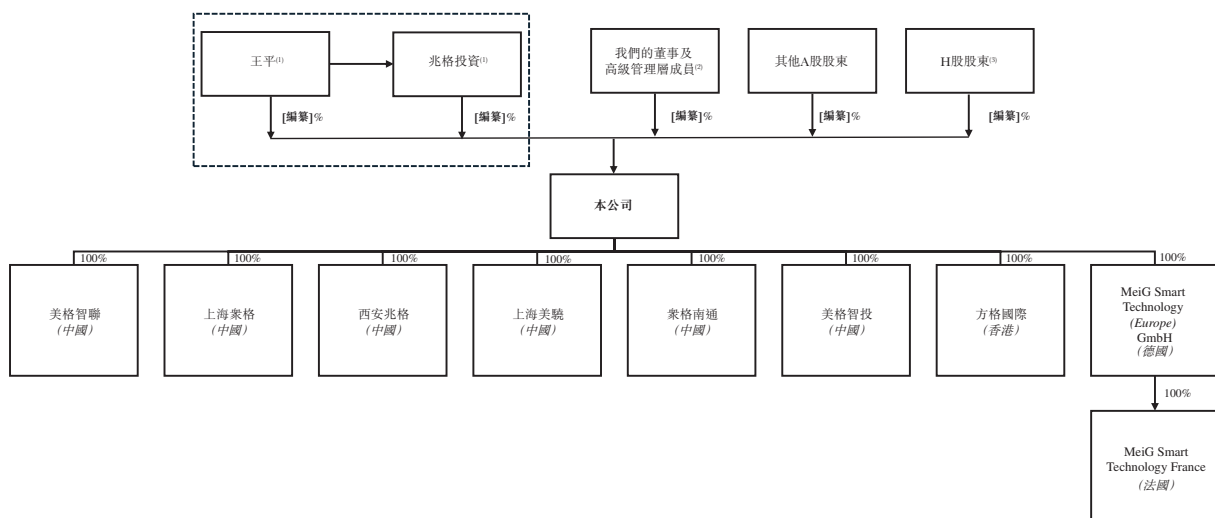 王平(1)
兆格投資(1)
我們的董事及
高級管理層成員(2)
其他A股股東
H股股東(3)
[編纂]%
[編纂]%
[編纂]%
[編纂]%
[編纂]%
本公司
100%
100%
100%
100%
100%
100%
100%
100%
美格智聯
(中國)
上海眾格
(中國)
西安兆格
(中國)
上海美驍
(中國)
眾格南通
(中國)
美格智投
(中國)
方格國際
(香港)
MeiG Smart
Technology
(Europe)
GmbH
(德國)
100%
MeiG Smart
Technology France
(法國)